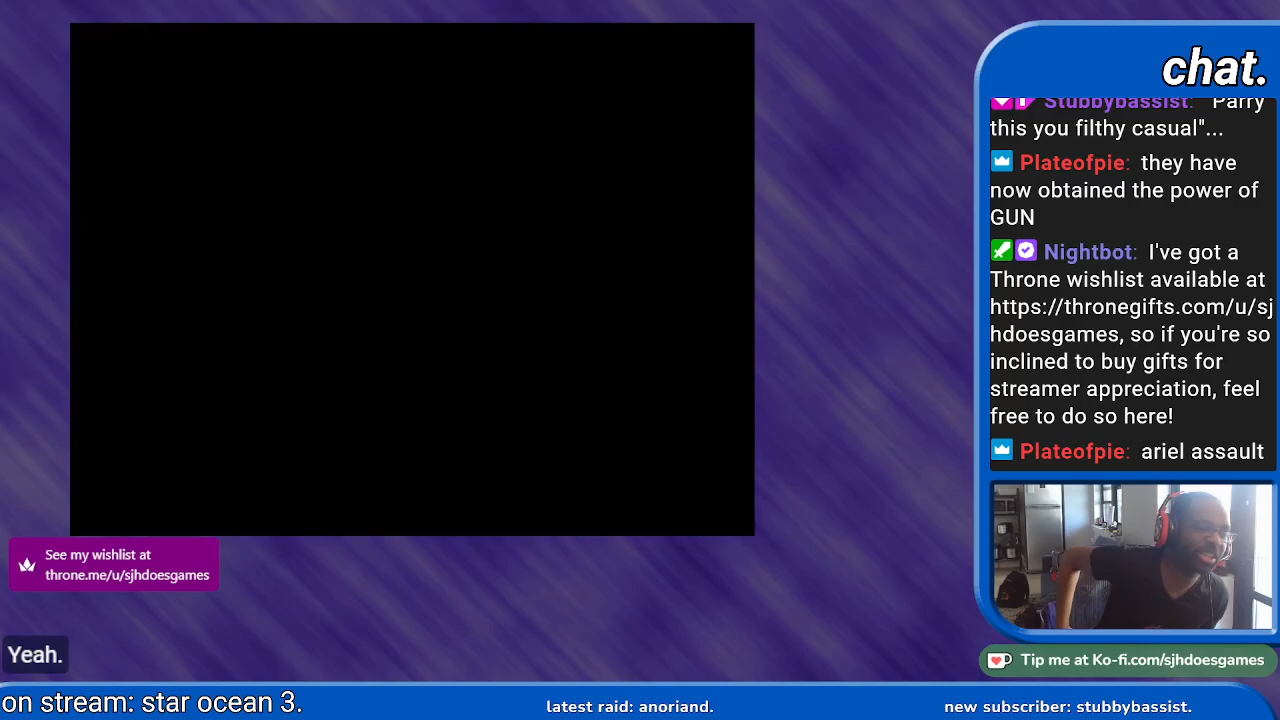 chat.
Stubbybassist: "Parry
this you filthy casual"...
Plateofpie: they have
now obtained the power of
GUN
Nightbot: I've got a
Throne wishlist available at
https://thronegifts.com/u/sj
hdoesgames, so if you're so
inclined to buy gifts for
streamer appreciation, feel
free to do so here!
Plateofpie: ariel assault
See my wishlist at
throne.me/u/sjhdoesgames
Yeah.
Tip me at Ko-fi.com/sjhdoesgames
on stream: star ocean 3.
latest raid: anoriand.
new subscriber: stubbybassist.